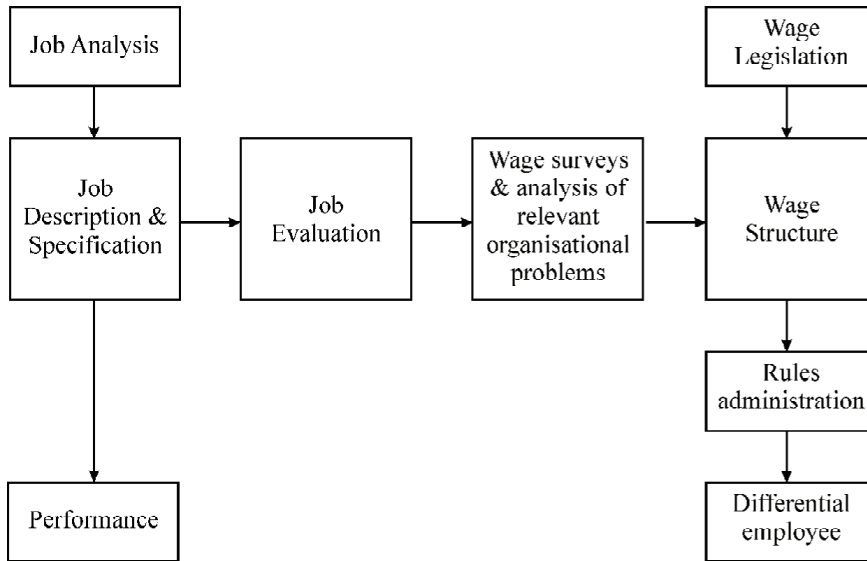 Job Analysis
Wage
Legislation
Job
Description &
Specification
Job
Evaluation
Wage surveys
& analysis of
relevant
organisational
problems
Wage
Structure
Rules
administration
Performance
Differential
employee